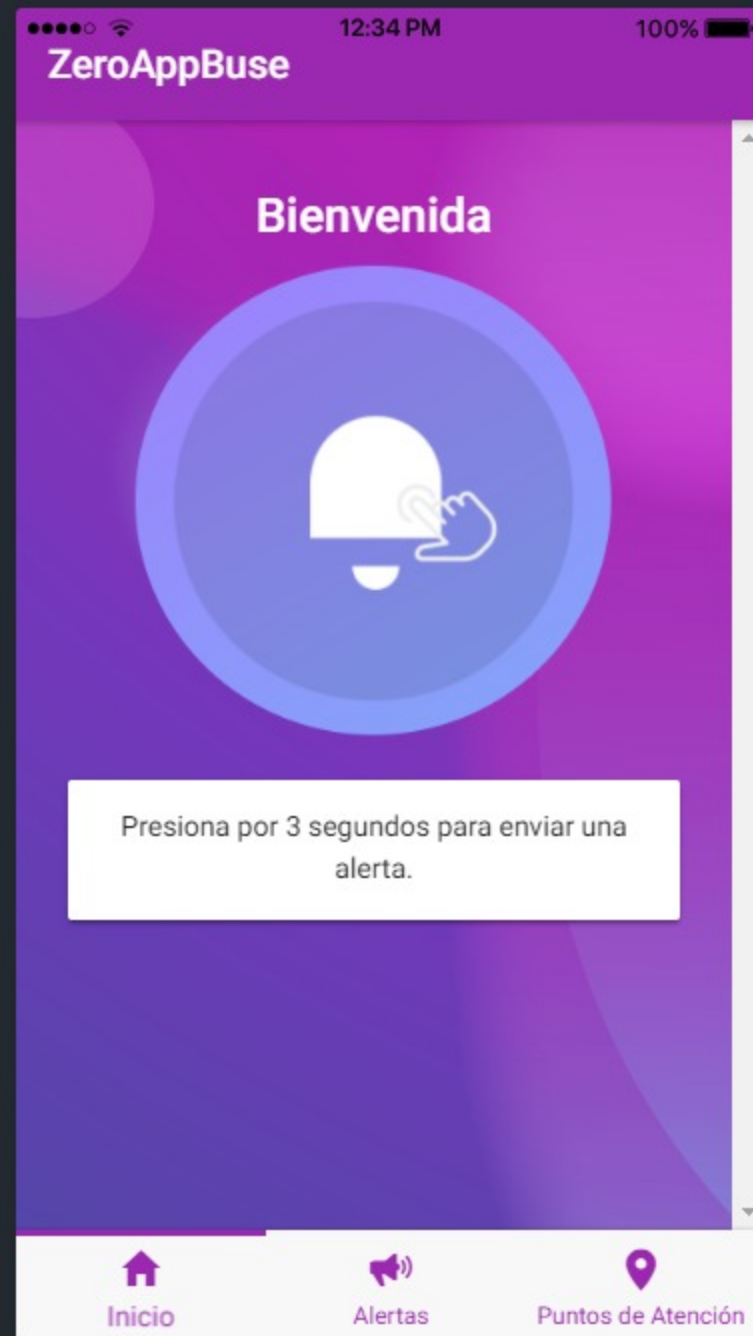 12:34 PM
100%
ZeroAppBuse
Bienvenida
Presiona por 3 segundos para enviar una
alerta.
Inicio
Alertas
Puntos de Atención